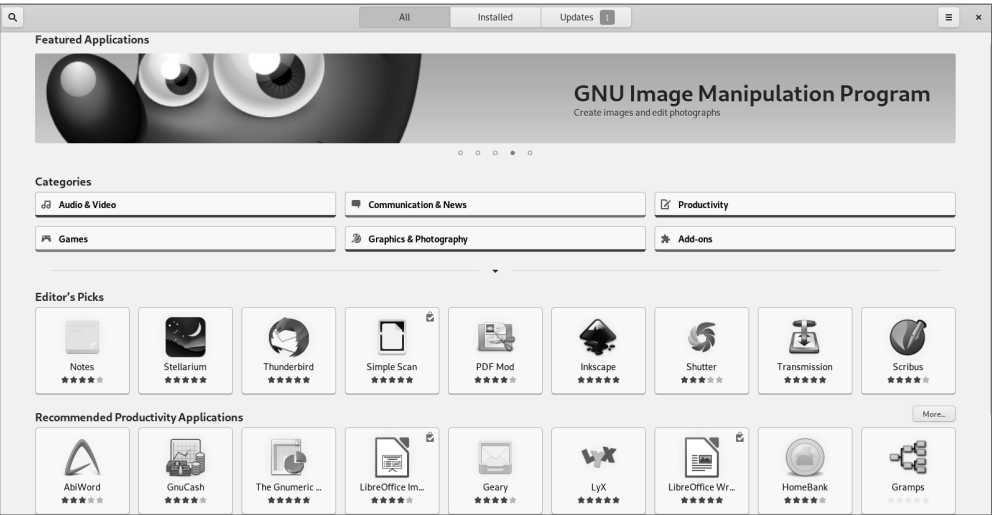 All Installed Updates 1
Featured Applications
GNU Image Manipulation Program
Create images and edit photographs
Categories
Audio & Video Communication & News Productivity
Games Graphics & Photography Add-ons
Editor's Picks
Notes Stellarium Thunderbird Simple Scan PDF Mod Inkscape Shutter Transmission Scribus
Recommended Productivity Applications More...
AbiWord GnuCash The Gnumeric ... LibreOffice Im... Geary LyX LibreOffice Wr... HomeBank Gramps